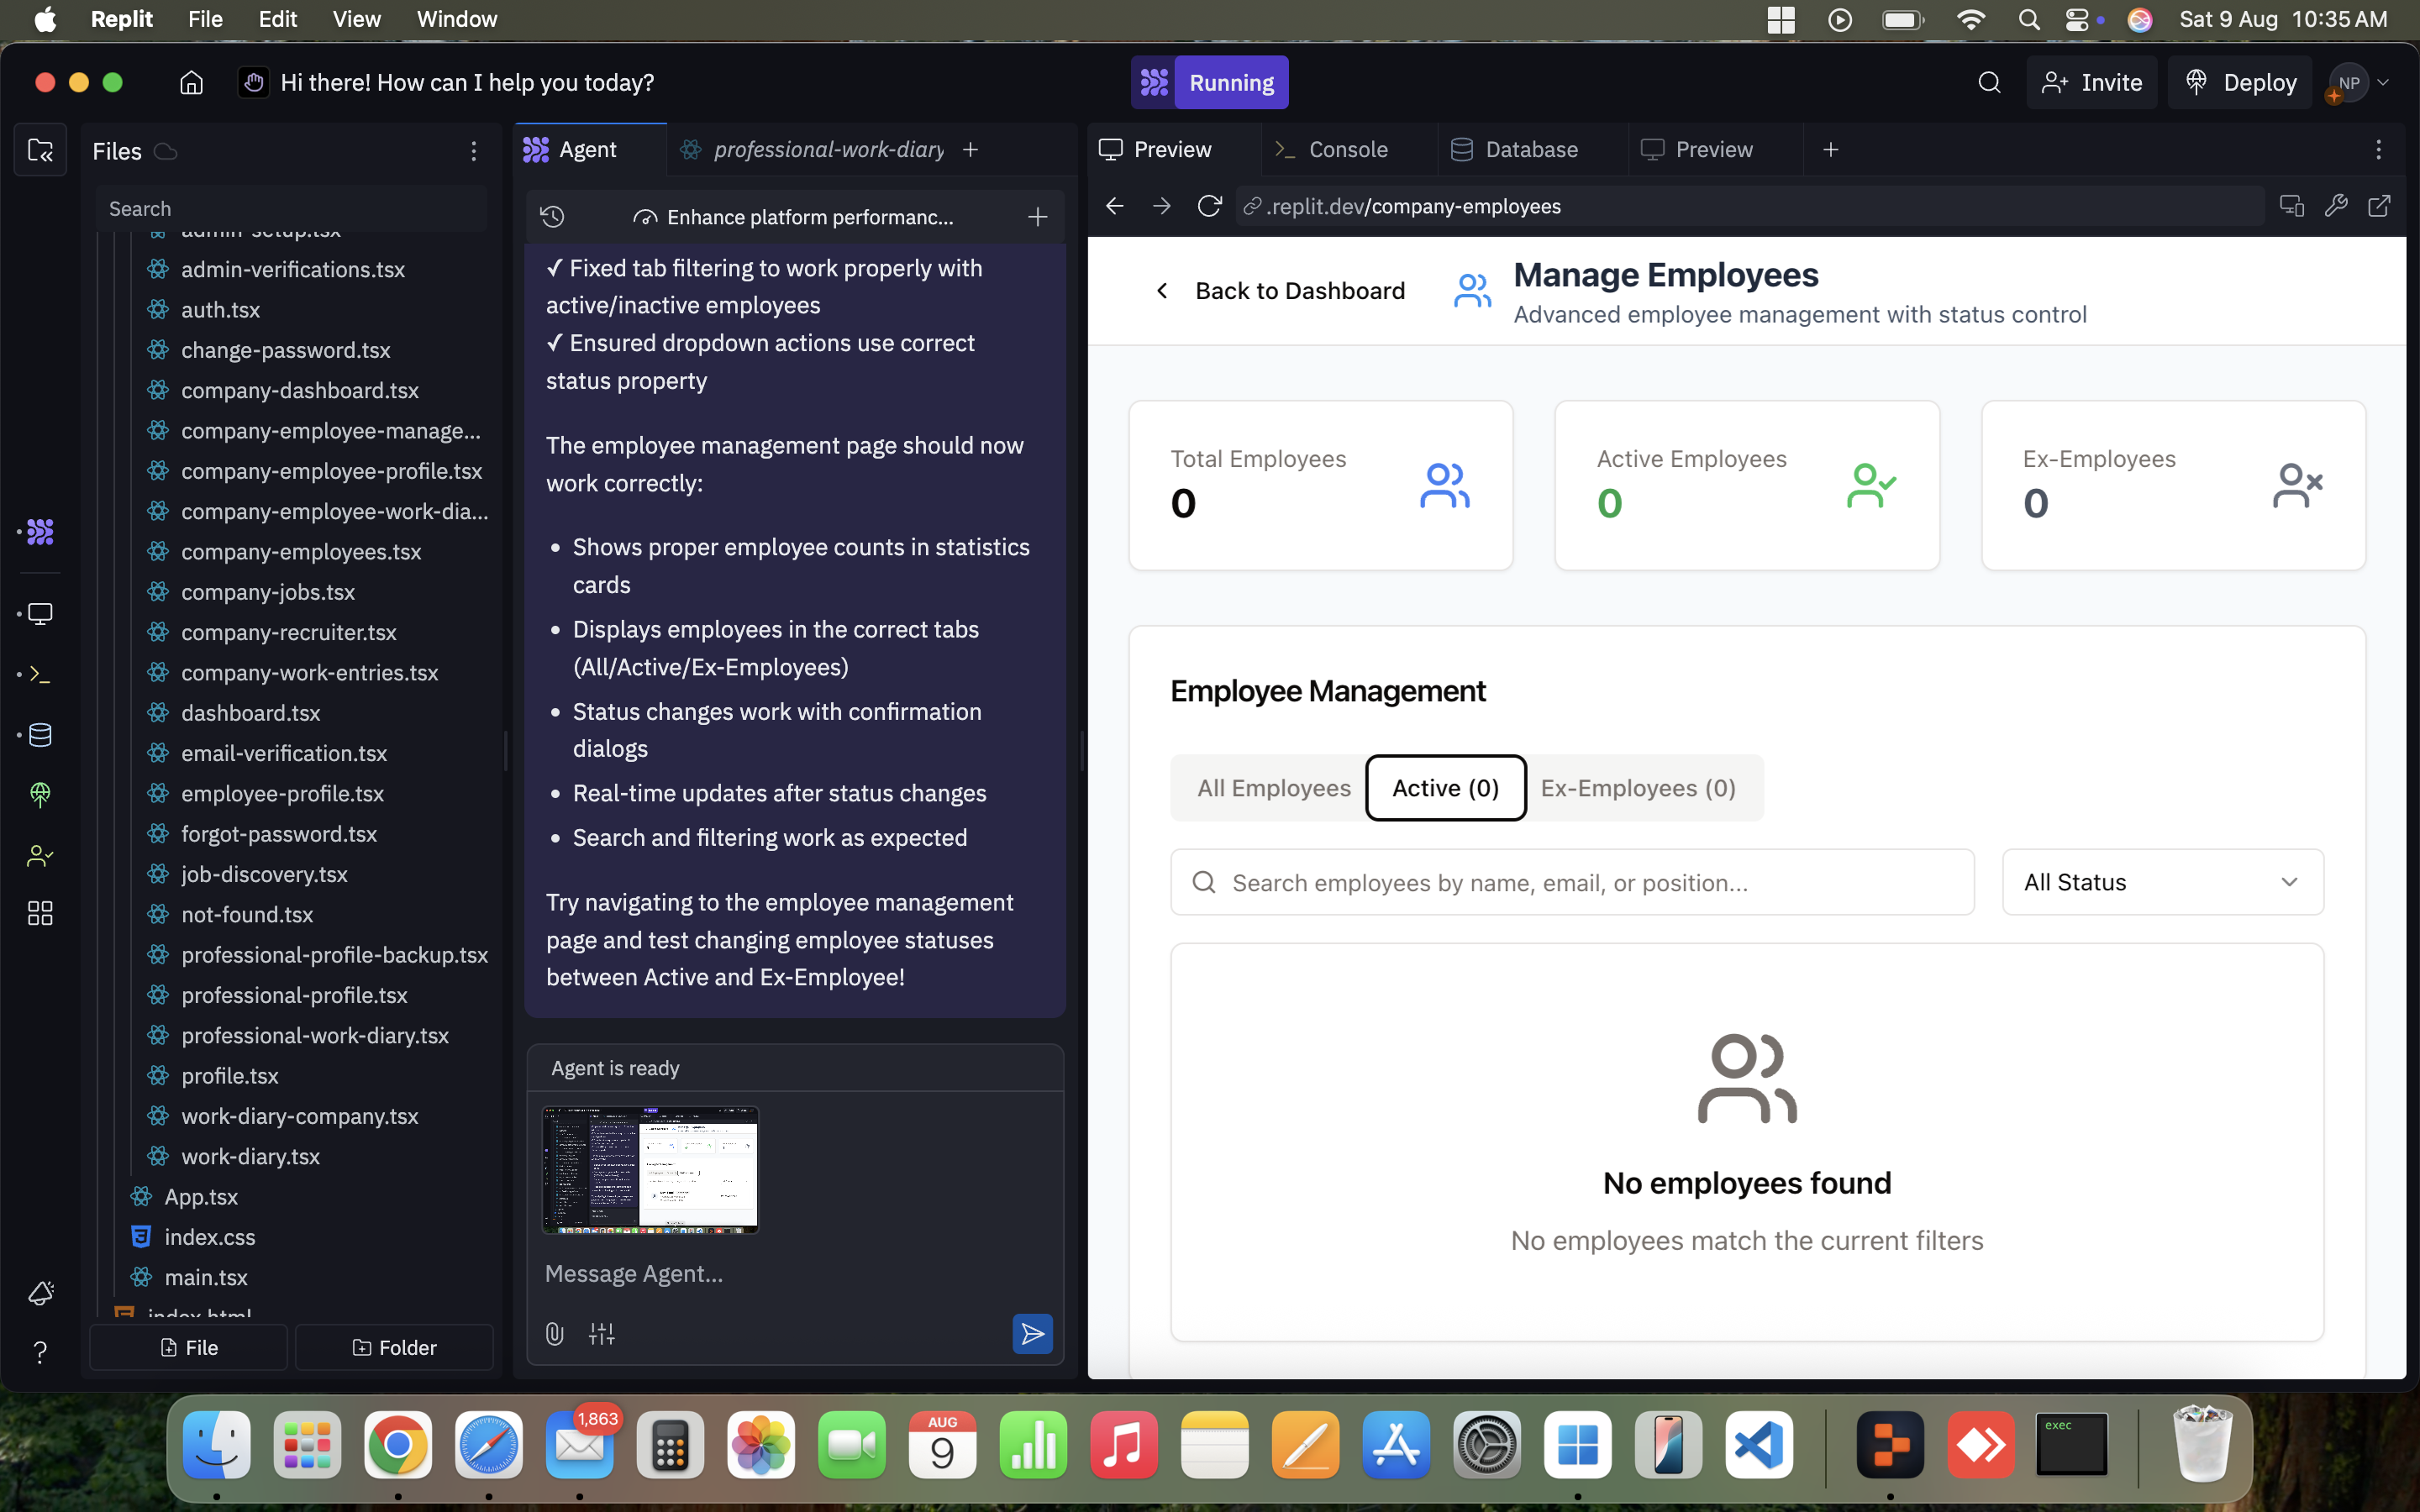 Replit File Edit View Window
Sat 9 Aug 10:35 AM
Hi there! How can I help you today?
Running
Invite
Deploy
NP
Files
Search
admin-setup.tsx
admin-verifications.tsx
auth.tsx
change-password.tsx
company-dashboard.tsx
company-employee-manage...
company-employee-profile.tsx
company-employee-work-dia...
company-employees.tsx
company-jobs.tsx
company-recruiter.tsx
company-work-entries.tsx
dashboard.tsx
email-verification.tsx
employee-profile.tsx
forgot-password.tsx
job-discovery.tsx
not-found.tsx
professional-profile-backup.tsx
professional-profile.tsx
professional-work-diary.tsx
profile.tsx
work-diary-company.tsx
work-diary.tsx
App.tsx
index.css
main.tsx
index.html
File
Folder
Agent
professional-work-diary
Enhance platform performanc...
✓ Fixed tab filtering to work properly with
active/inactive employees
✓ Ensured dropdown actions use correct
status property
The employee management page should now
work correctly:
• Shows proper employee counts in statistics
cards
• Displays employees in the correct tabs
(All/Active/Ex-Employees)
• Status changes work with confirmation
dialogs
• Real-time updates after status changes
• Search and filtering work as expected
Try navigating to the employee management
page and test changing employee statuses
between Active and Ex-Employee!
Agent is ready
Message Agent...
Preview
Console
Database
Preview
.replit.dev/company-employees
Back to Dashboard
Manage Employees
Advanced employee management with status control
Total Employees
0
Active Employees
0
Ex-Employees
0
Employee Management
All Employees
Active (0)
Ex-Employees (0)
Search employees by name, email, or position...
All Status
No employees found
No employees match the current filters
1,863
AUG
9
exec